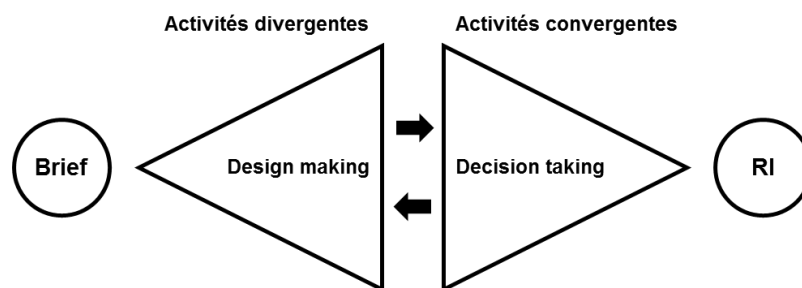 Activités divergentes
Activités convergentes
Brief
Design making
Decision taking
RI